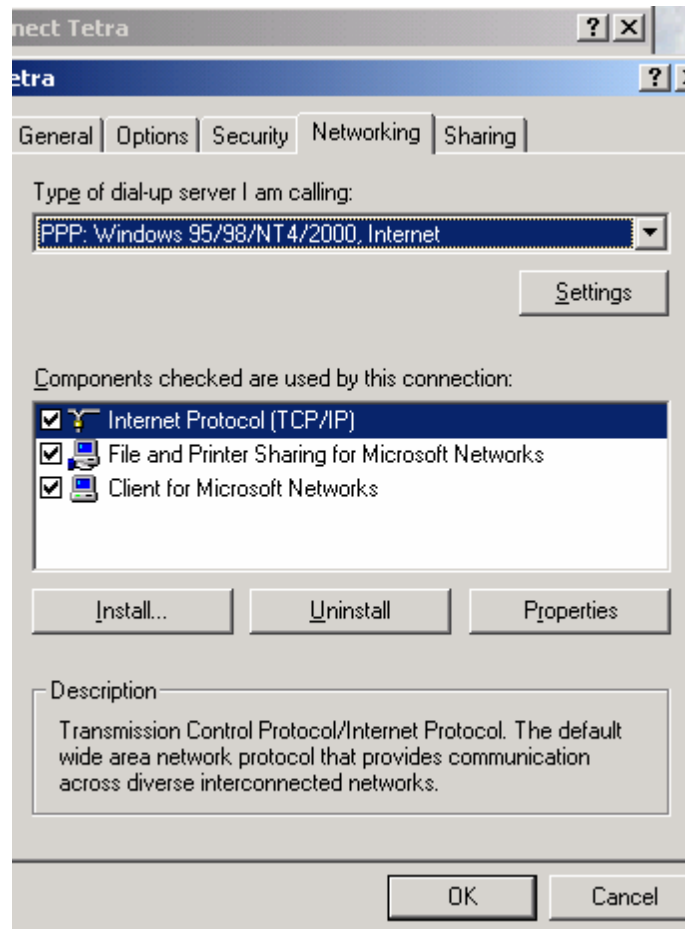 nect Tetra
etra
General Options Security Networking Sharing
Type of dial-up server I am calling:
PPP: Windows 95/98/NT4/2000, Internet
Settings
Components checked are used by this connection:
Internet Protocol (TCP/IP)
File and Printer Sharing for Microsoft Networks
Client for Microsoft Networks
Install... Uninstall Properties
Description
Transmission Control Protocol/Internet Protocol. The default
wide area network protocol that provides communication
across diverse interconnected networks.
OK Cancel